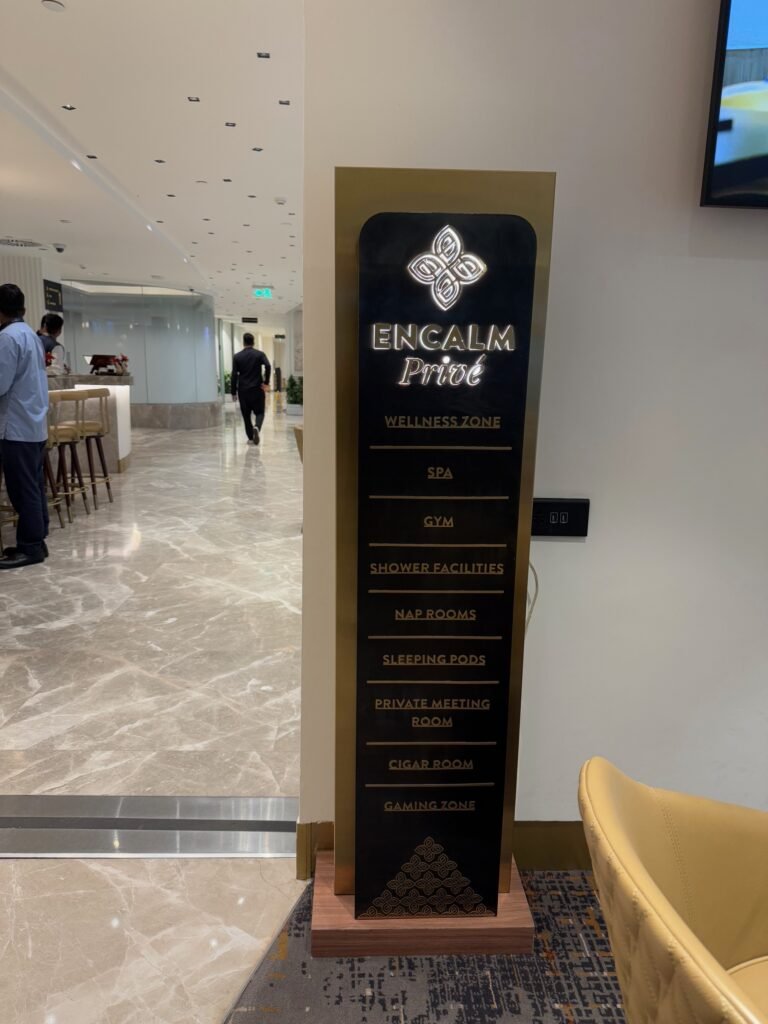 ENCALM
Privé
WELLNESS ZONE
SPA
GYM
SHOWER FACILITIES
NAP ROOMS
SLEEPING PODS
PRIVATE MEETING
ROOM
CIGAR ROOM
GAMING ZONE